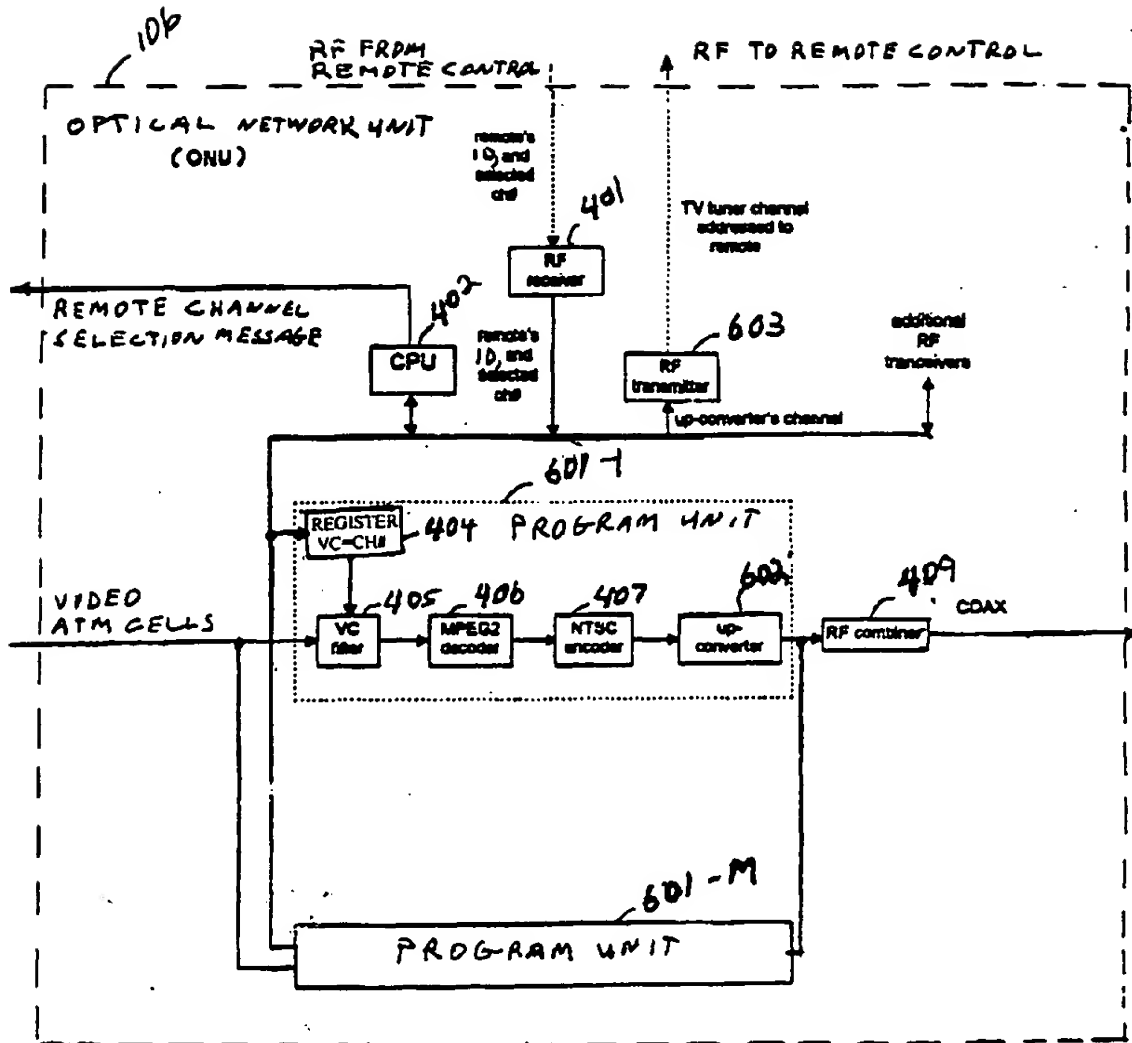 106
RF FROM
REMOTE CONTROL
RF TO REMOTE CONTROL
OPTICAL NETWORK UNIT
(ONU)
remote's
ID, and
selected
ch#
401
RF
receiver
TV tuner channel
addressed to
remote
REMOTE CHANNEL
SELECTION MESSAGE
402
CPU
remote's
ID, and
selected
ch#
603
RF
transmitter
additional
RF
tranceivers
up-converter's channel
601-1
REGISTER
VC=CH#
404
PROGRAM UNIT
VIDEO
ATM CELLS
405
VC
filter
406
MPEG2
decoder
407
NTSC
encoder
602
up-
converter
409
RF combiner
COAX
601-M
PROGRAM UNIT